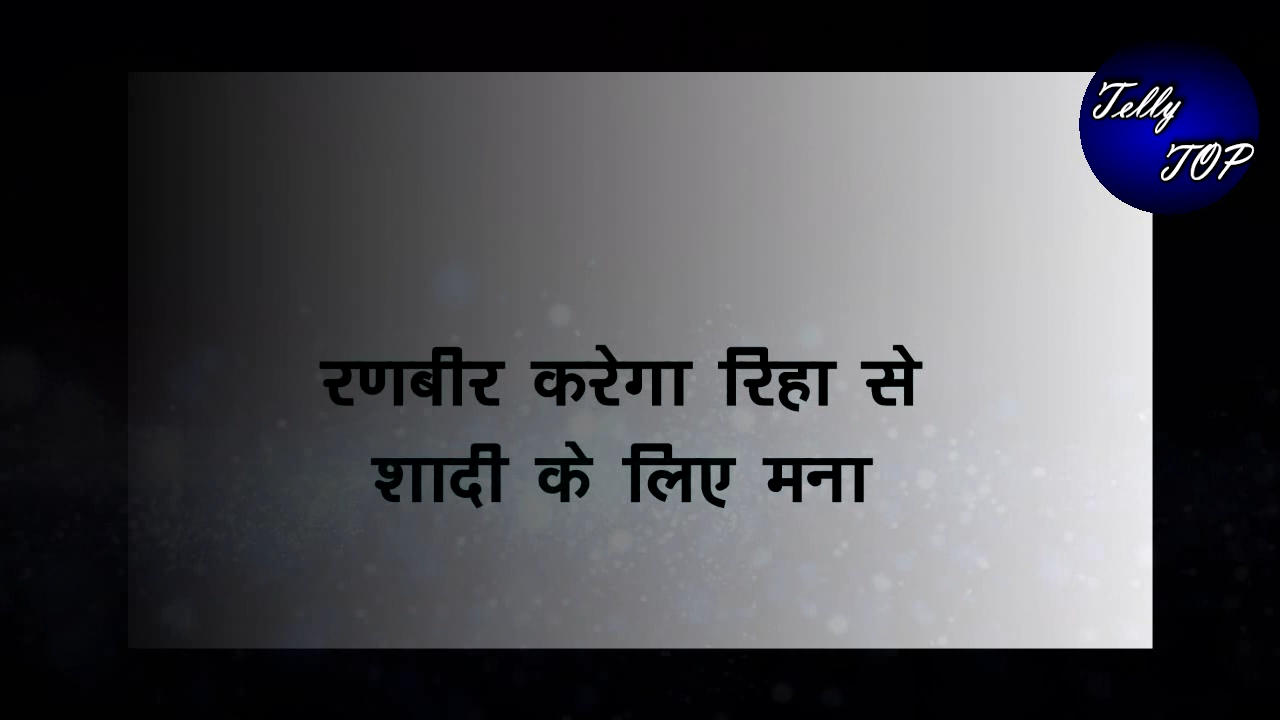 Telly
TOP
रणबीर करेगा रिहा से
शादी के लिए मना